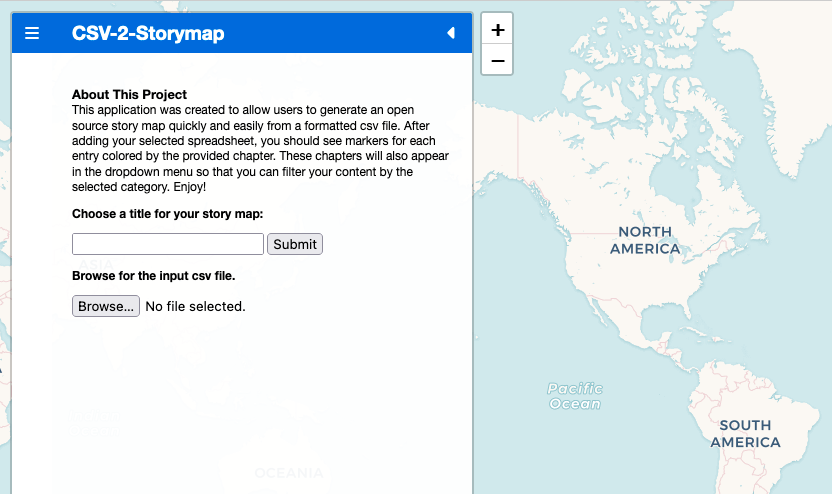 CSV-2-Storymap
About This Project
This application was created to allow users to generate an open
source story map quickly and easily from a formatted csv file. After
adding your selected spreadsheet, you should see markers for each
entry colored by the provided chapter. These chapters will also appear
in the dropdown menu so that you can filter your content by the
selected category. Enjoy!
Choose a title for your story map:
Submit
ASIA
Browse for the input csv file.
Browse... No file selected.
OCEANIA
+
−
NORTH
AMERICA
Pacific
Ocean
SOUTH
AMERICA